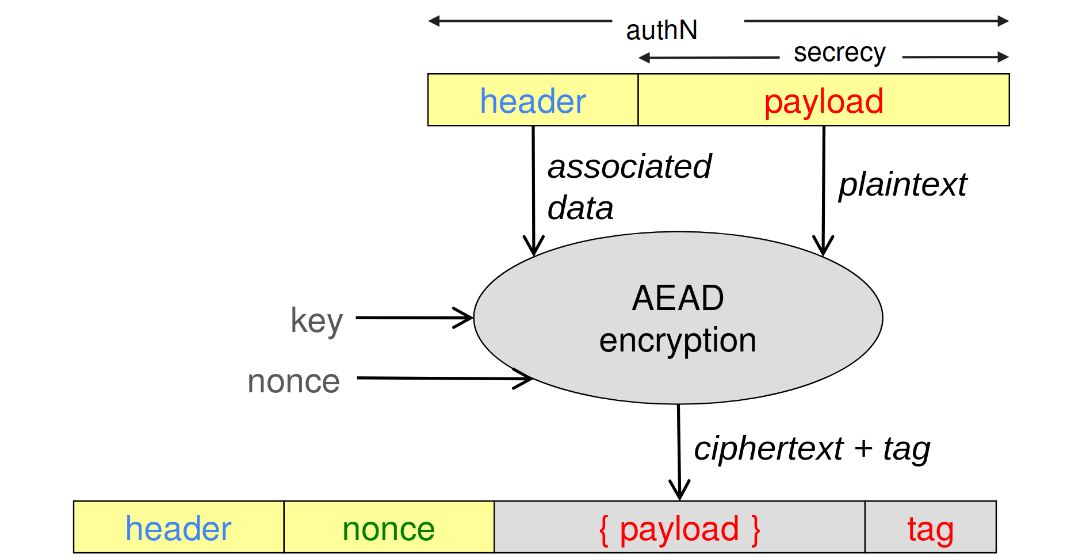 authN
secrecy
header payload
associated
data
plaintext
AEAD
encryption
key
nonce
ciphertext + tag
header nonce { payload } tag